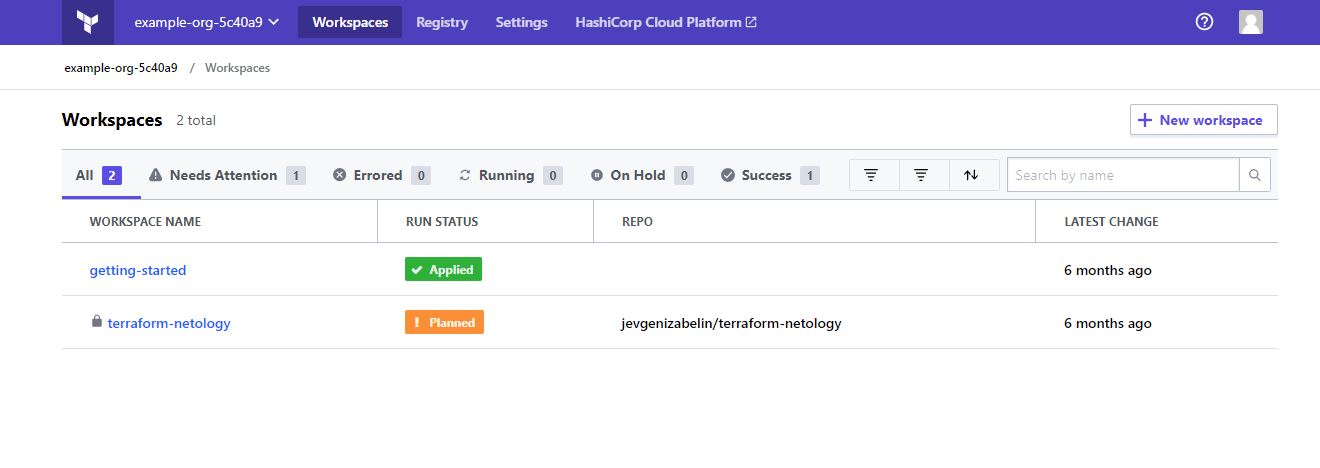 example-org-5c40a9 Workspaces Registry Settings HashiCorp Cloud Platform
example-org-5c40a9 / Workspaces
Workspaces 2 total + New workspace
All 2 Needs Attention 1 Errored 0 Running 0 On Hold 0 Success 1 Search by name
WORKSPACE NAME RUN STATUS REPO LATEST CHANGE
getting-started Applied 6 months ago
terraform-netology Planned jevgenizabelin/terraform-netology 6 months ago